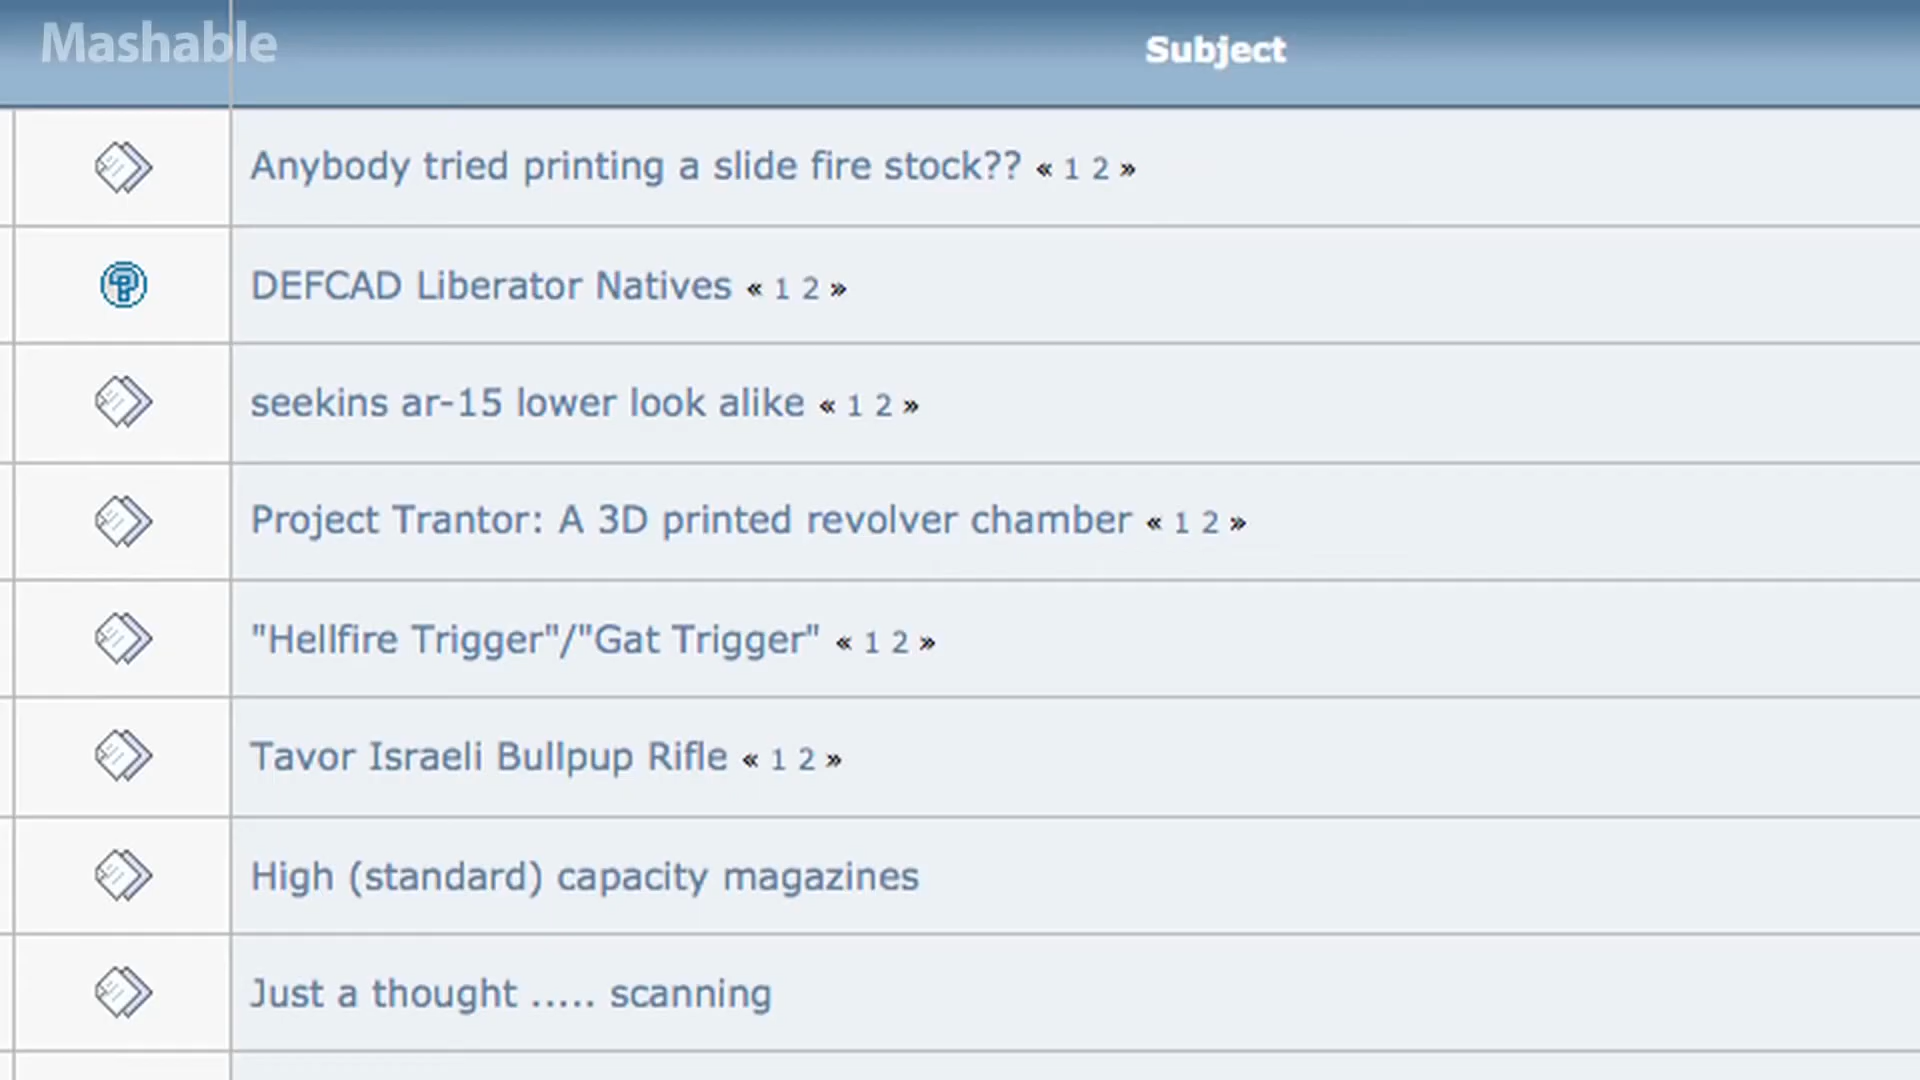 Mashable
Subject
Anybody tried printing a slide fire stock?? « 1 2 »
DEFCAD Liberator Natives « 1 2 »
seekins ar-15 lower look alike « 1 2 »
Project Trantor: A 3D printed revolver chamber « 1 2 »
"Hellfire Trigger"/"Gat Trigger" « 1 2 »
Tavor Israeli Bullpup Rifle « 1 2 »
High (standard) capacity magazines
Just a thought ..... scanning